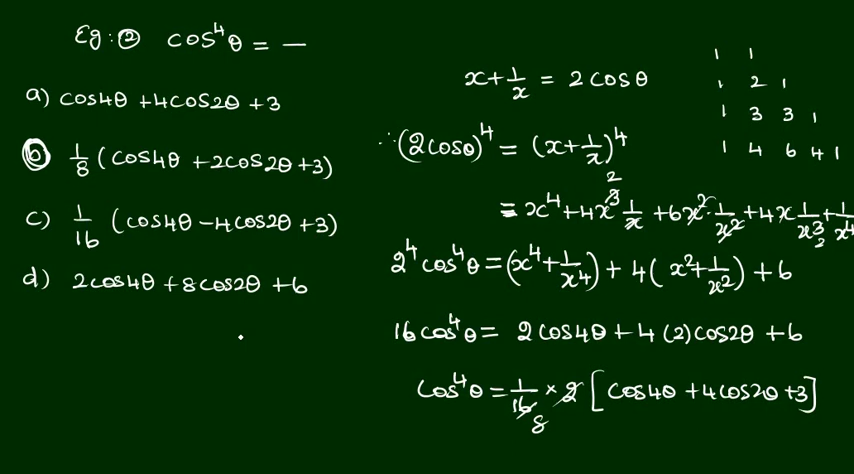 Eg: ② cos⁴θ = —
a) cos4θ + 4cos2θ + 3
b) 1/8 (cos4θ + 2cos2θ + 3)
c) 1/16 (cos4θ - 4cos2θ + 3)
d) 2cos4θ + 8cos2θ + 6
x + 1/x = 2cosθ
∴ (2cosθ)⁴ = (x + 1/x)⁴
= x⁴ + 4x³ 1/x + 6x² · 1/x² + 4x 1/x³ + 1/x⁴
2⁴cos⁴θ = (x⁴ + 1/x⁴) + 4(x² + 1/x²) + 6
16cos⁴θ = 2cos4θ + 4(2)cos2θ + 6
cos⁴θ = 1/16 × 2 [cos4θ + 4cos2θ + 3]
8
1 1
1 2 1
1 3 3 1
1 4 6 4 1